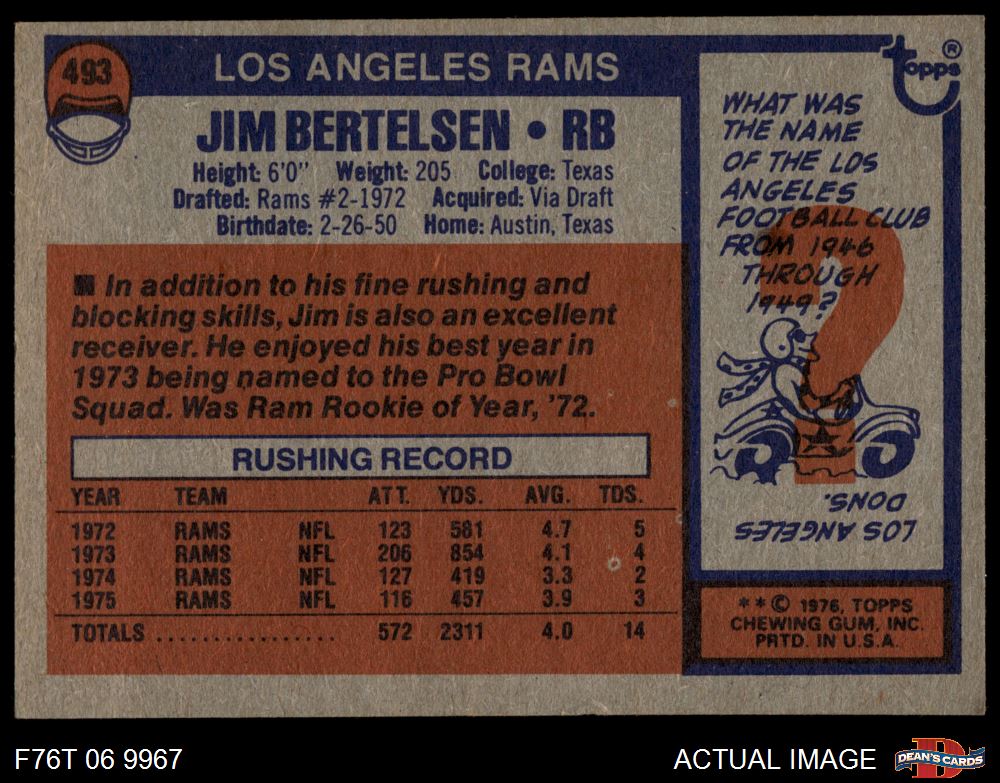 493
LOS ANGELES RAMS
JIM BERTELSEN • RB
Height: 6'0" Weight: 205 College: Texas
Drafted: Rams #2-1972 Acquired: Via Draft
Birthdate: 2-26-50 Home: Austin, Texas
■ In addition to his fine rushing and
blocking skills, Jim is also an excellent
receiver. He enjoyed his best year in
1973 being named to the Pro Bowl
Squad. Was Ram Rookie of Year, '72.
RUSHING RECORD
YEAR TEAM ATT. YDS. AVG. TDS.
1972 RAMS NFL 123 581 4.7 5
1973 RAMS NFL 206 854 4.1 4
1974 RAMS NFL 127 419 3.3 2
1975 RAMS NFL 116 457 3.9 3
TOTALS ................. 572 2311 4.0 14
topps®
WHAT WAS
THE NAME
OF THE LOS
ANGELES
FOOTBALL CLUB
FROM 1946
THROUGH
1949?
LOS ANGELES
DONS.
** © 1976, TOPPS
CHEWING GUM, INC.
PRTD. IN U.S.A.
F76T 06 9967
ACTUAL IMAGE
D
DEAN'S CARDS